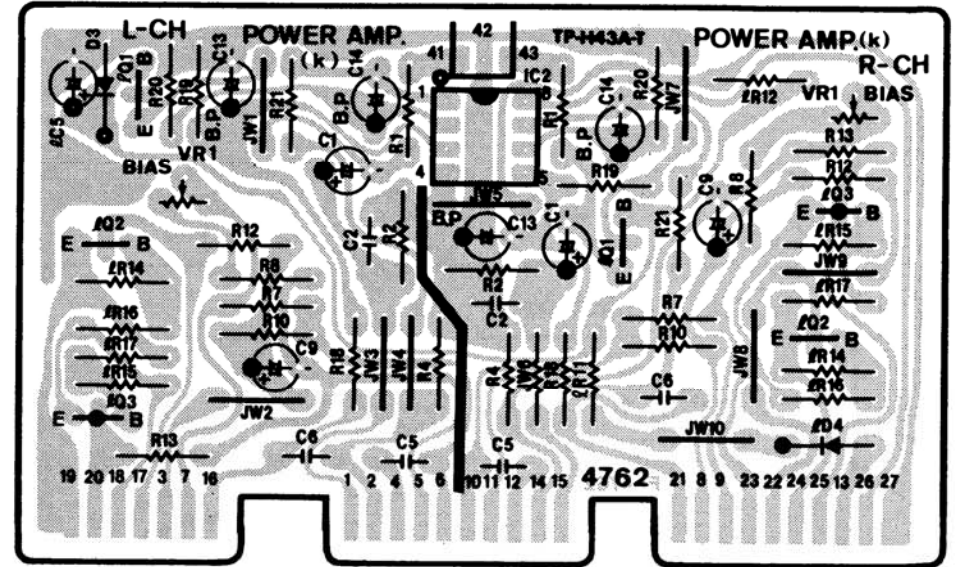 L-CH
POWER AMP.
(k)
42
41
43
TP-H43A-T
POWER AMP.(k)
R-CH
D3
ℓQ1
B
E
ℓC5
R20
R19
C13
B.P
JW1
R21
C14
B.P
R1
1
IC2
8
4
5
R1
C14
B.P
R20
JW7
ℓR12
VR1
BIAS
R13
R12
VR1
BIAS
C1
JW5
R19
R8
C9
ℓQ3
E
B
ℓQ2
E
B
R12
C2
R2
B.P
C13
C1
B
ℓQ1
E
R21
ℓR15
JW9
ℓR14
R8
R2
ℓR17
R7
C2
R7
ℓR16
R10
R10
ℓQ2
E
B
ℓR17
C9
R18
JW3
JW4
R4
R4
JW6
R18
ℓR11
JW8
ℓR14
ℓR15
ℓR16
ℓQ3
E
B
JW2
C6
R13
C6
C5
C5
JW10
ℓD4
19 20 18 17 3 7 16
1 2 4 5 6
10 11 12 14 15
4762
21 8 9 23 22 24 25 13 26 27